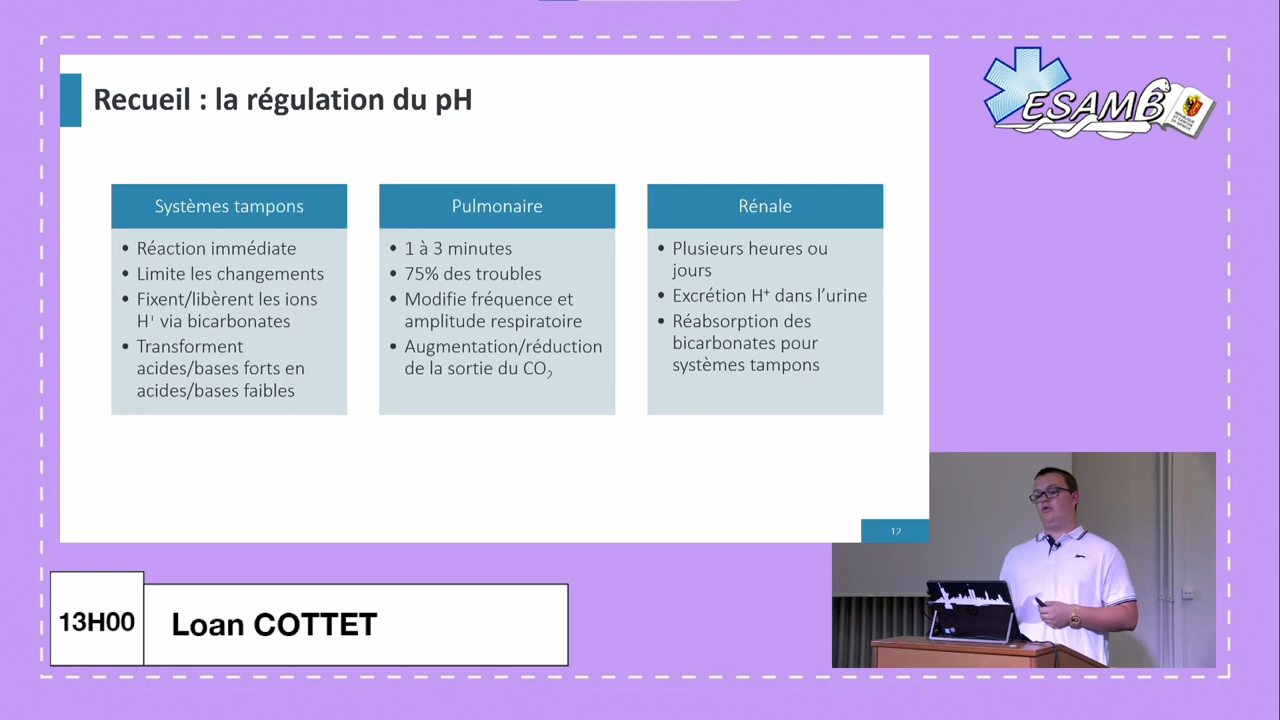 Recueil : la régulation du pH
ESAMB
Systèmes tampons
• Réaction immédiate
• Limite les changements
• Fixent/libèrent les ions
H⁺ via bicarbonates
• Transforment
acides/bases forts en
acides/bases faibles
Pulmonaire
• 1 à 3 minutes
• 75% des troubles
• Modifie fréquence et
amplitude respiratoire
• Augmentation/réduction
de la sortie du CO₂
Rénale
• Plusieurs heures ou
jours
• Excrétion H⁺ dans l’urine
• Réabsorption des
bicarbonates pour
systèmes tampons
12
13H00
Loan COTTET